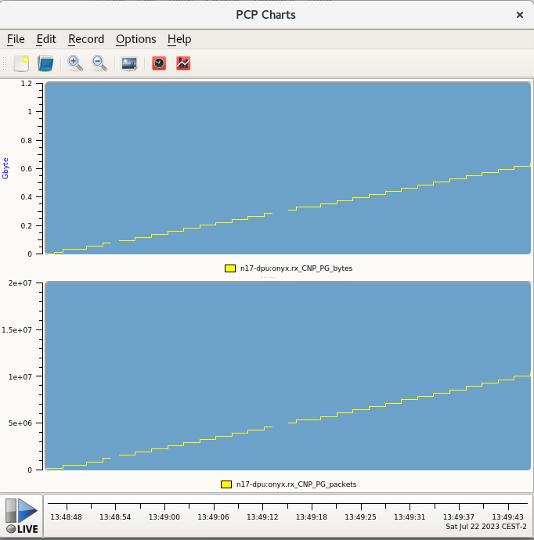 PCP Charts
File Edit Record Options Help
1.2
1
0.8
0.6
0.4
0.2
0
Gbyte
n17-dpu:onyx.rx_CNP_PG_bytes
2e+07
1.5e+07
1e+07
5e+06
0
n17-dpu:onyx.rx_CNP_PG_packets
13:48:48 13:48:54 13:49:00 13:49:06 13:49:12 13:49:18 13:49:25 13:49:31 13:49:37 13:49:43
LIVE
Sat Jul 22 2023 CEST-2